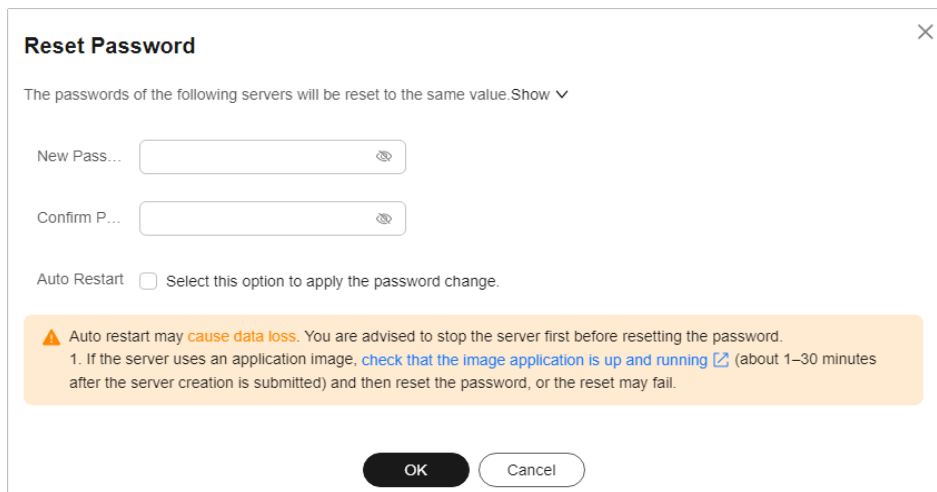 Reset Password
The passwords of the following servers will be reset to the same value.Show
New Pass...
Confirm P...
Auto Restart Select this option to apply the password change.
Auto restart may cause data loss. You are advised to stop the server first before resetting the password.
1. If the server uses an application image, check that the image application is up and running (about 1–30 minutes
after the server creation is submitted) and then reset the password, or the reset may fail.
OK Cancel